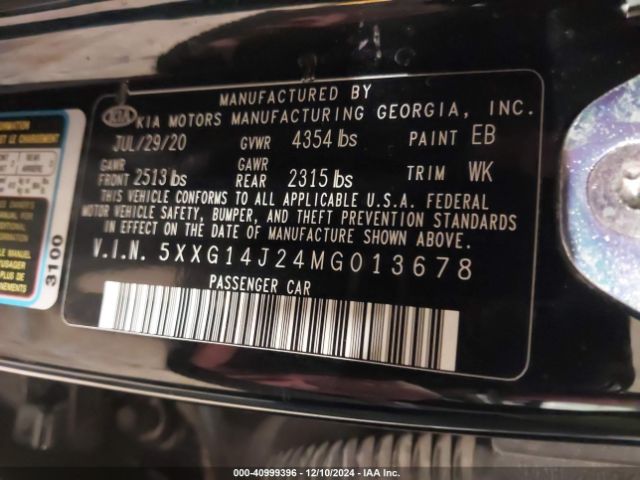 MANUFACTURED BY
KIA KIA MOTORS MANUFACTURING GEORGIA, INC.
JUL/29/20 GVWR 4354 lbs PAINT EB
GAWR FRONT 2513 lbs GAWR REAR 2315 lbs TRIM WK
THIS VEHICLE CONFORMS TO ALL APPLICABLE U.S.A. FEDERAL
MOTOR VEHICLE SAFETY, BUMPER, AND THEFT PREVENTION STANDARDS
IN EFFECT ON THE DATE OF MANUFACTURE SHOWN ABOVE.
V.I.N. 5XXG14J24MG013678
PASSENGER CAR
3100
000-40999396 - 12/10/2024 - IAA Inc.